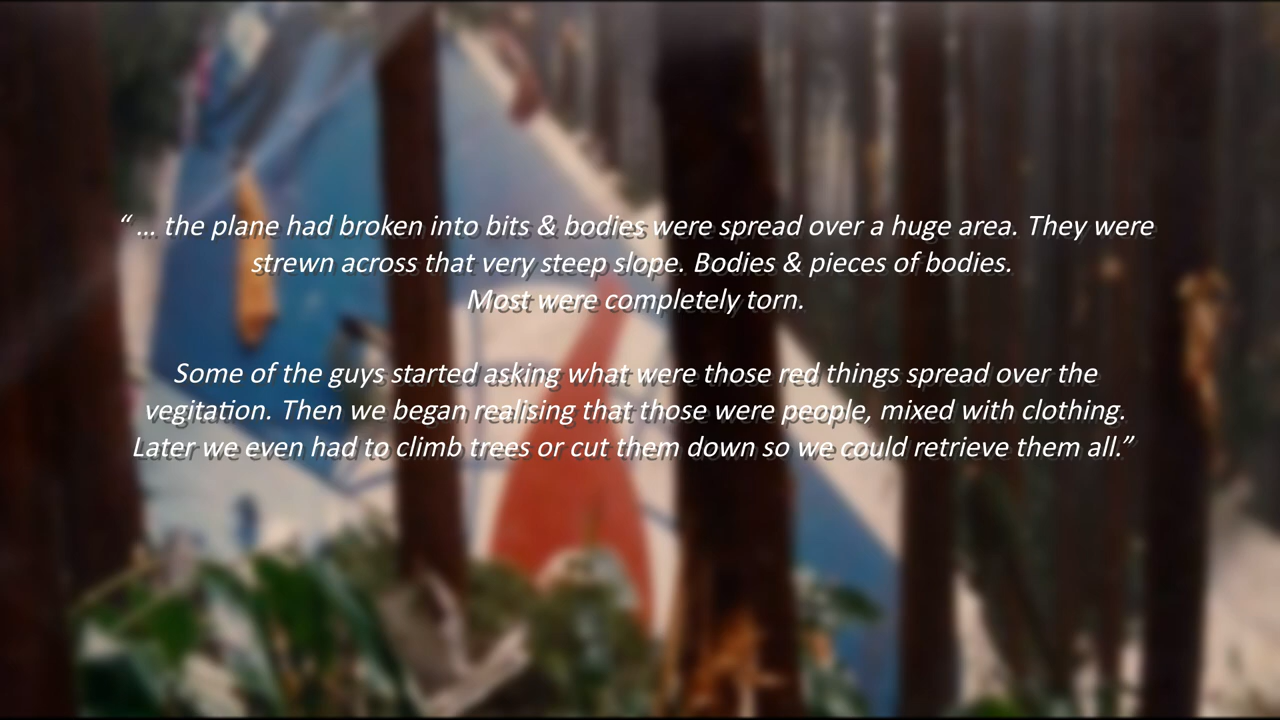 “ … the plane had broken into bits & bodies were spread over a huge area. They were
strewn across that very steep slope. Bodies & pieces of bodies.
Most were completely torn.
Some of the guys started asking what were those red things spread over the
vegitation. Then we began realising that those were people, mixed with clothing.
Later we even had to climb trees or cut them down so we could retrieve them all.”